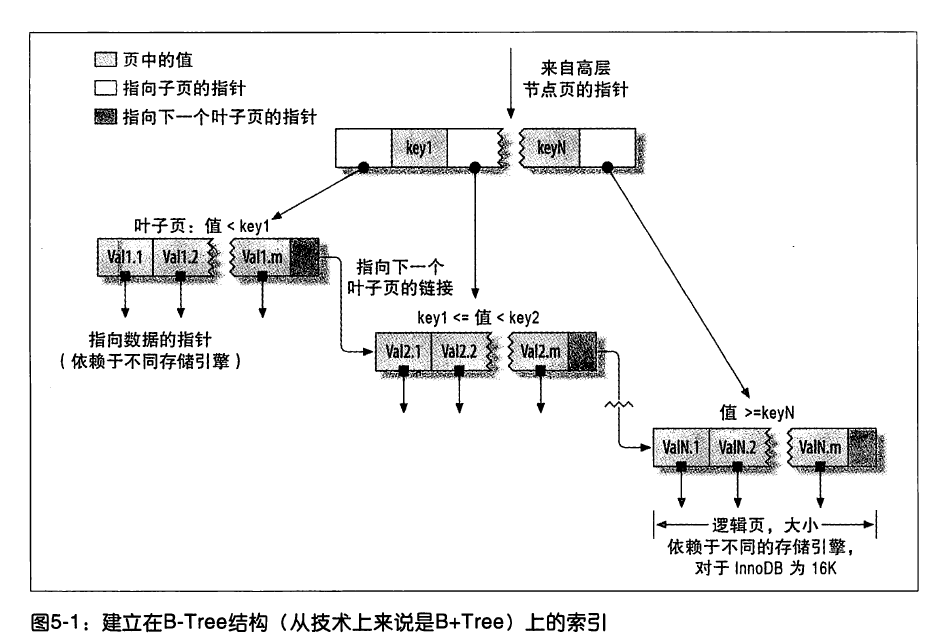 页中的值
指向子页的指针
指向下一个叶子页的指针
来自高层
节点页的指针
key1
keyN
叶子页：值 < key1
Val1.1
Val1.2
Val1.m
指向下一个
叶子页的链接
指向数据的指针
（依赖于不同存储引擎）
key1 <= 值 < key2
Val2.1
Val2.2
Val2.m
值 >=keyN
ValN.1
ValN.2
ValN.m
逻辑页，大小
依赖于不同的存储引擎，
对于 InnoDB 为 16K
图5-1：建立在B-Tree结构（从技术上来说是B+Tree）上的索引